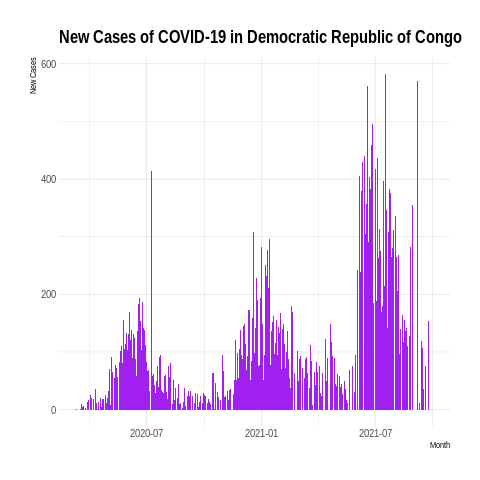 New Cases of COVID-19 in Democratic Republic of Congo
New Cases
600
400
200
0
2020-07
2021-01
2021-07
Month